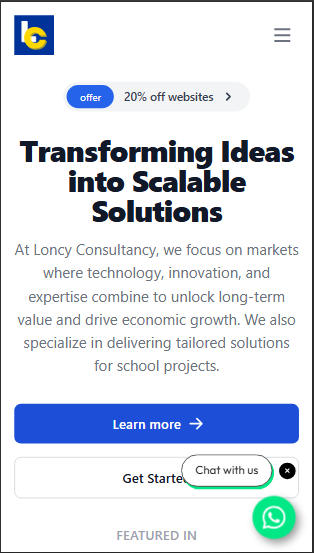 lc
offer 20% off websites
Transforming Ideas
into Scalable
Solutions
At Loncy Consultancy, we focus on markets
where technology, innovation, and
expertise combine to unlock long-term
value and drive economic growth. We also
specialize in delivering tailored solutions
for school projects.
Learn more →
Get Started
Chat with us
FEATURED IN